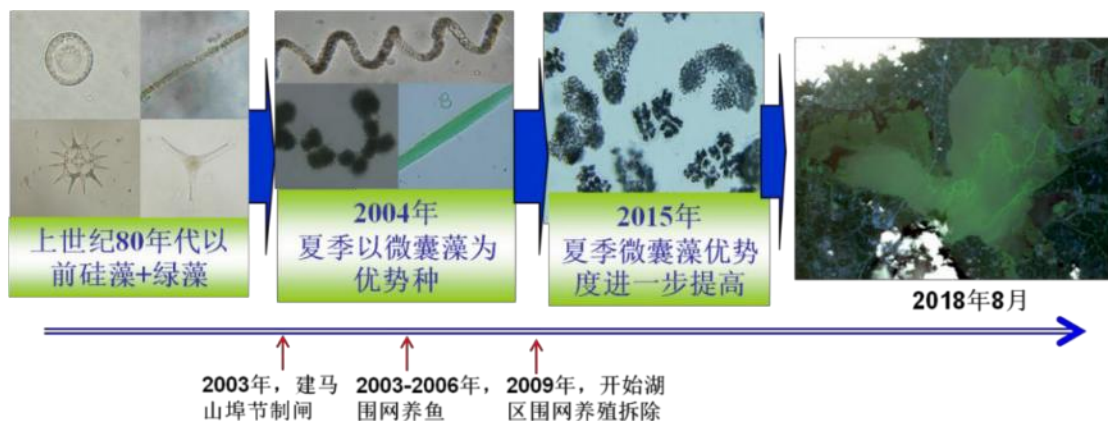 上世纪80年代以
前硅藻+绿藻
2004年
夏季以微囊藻为
优势种
2015年
夏季微囊藻优势
度进一步提高
2018年8月
2003年，建马
山埠节制闸
2003-2006年，
围网养鱼
2009年，开始湖
区围网养殖拆除